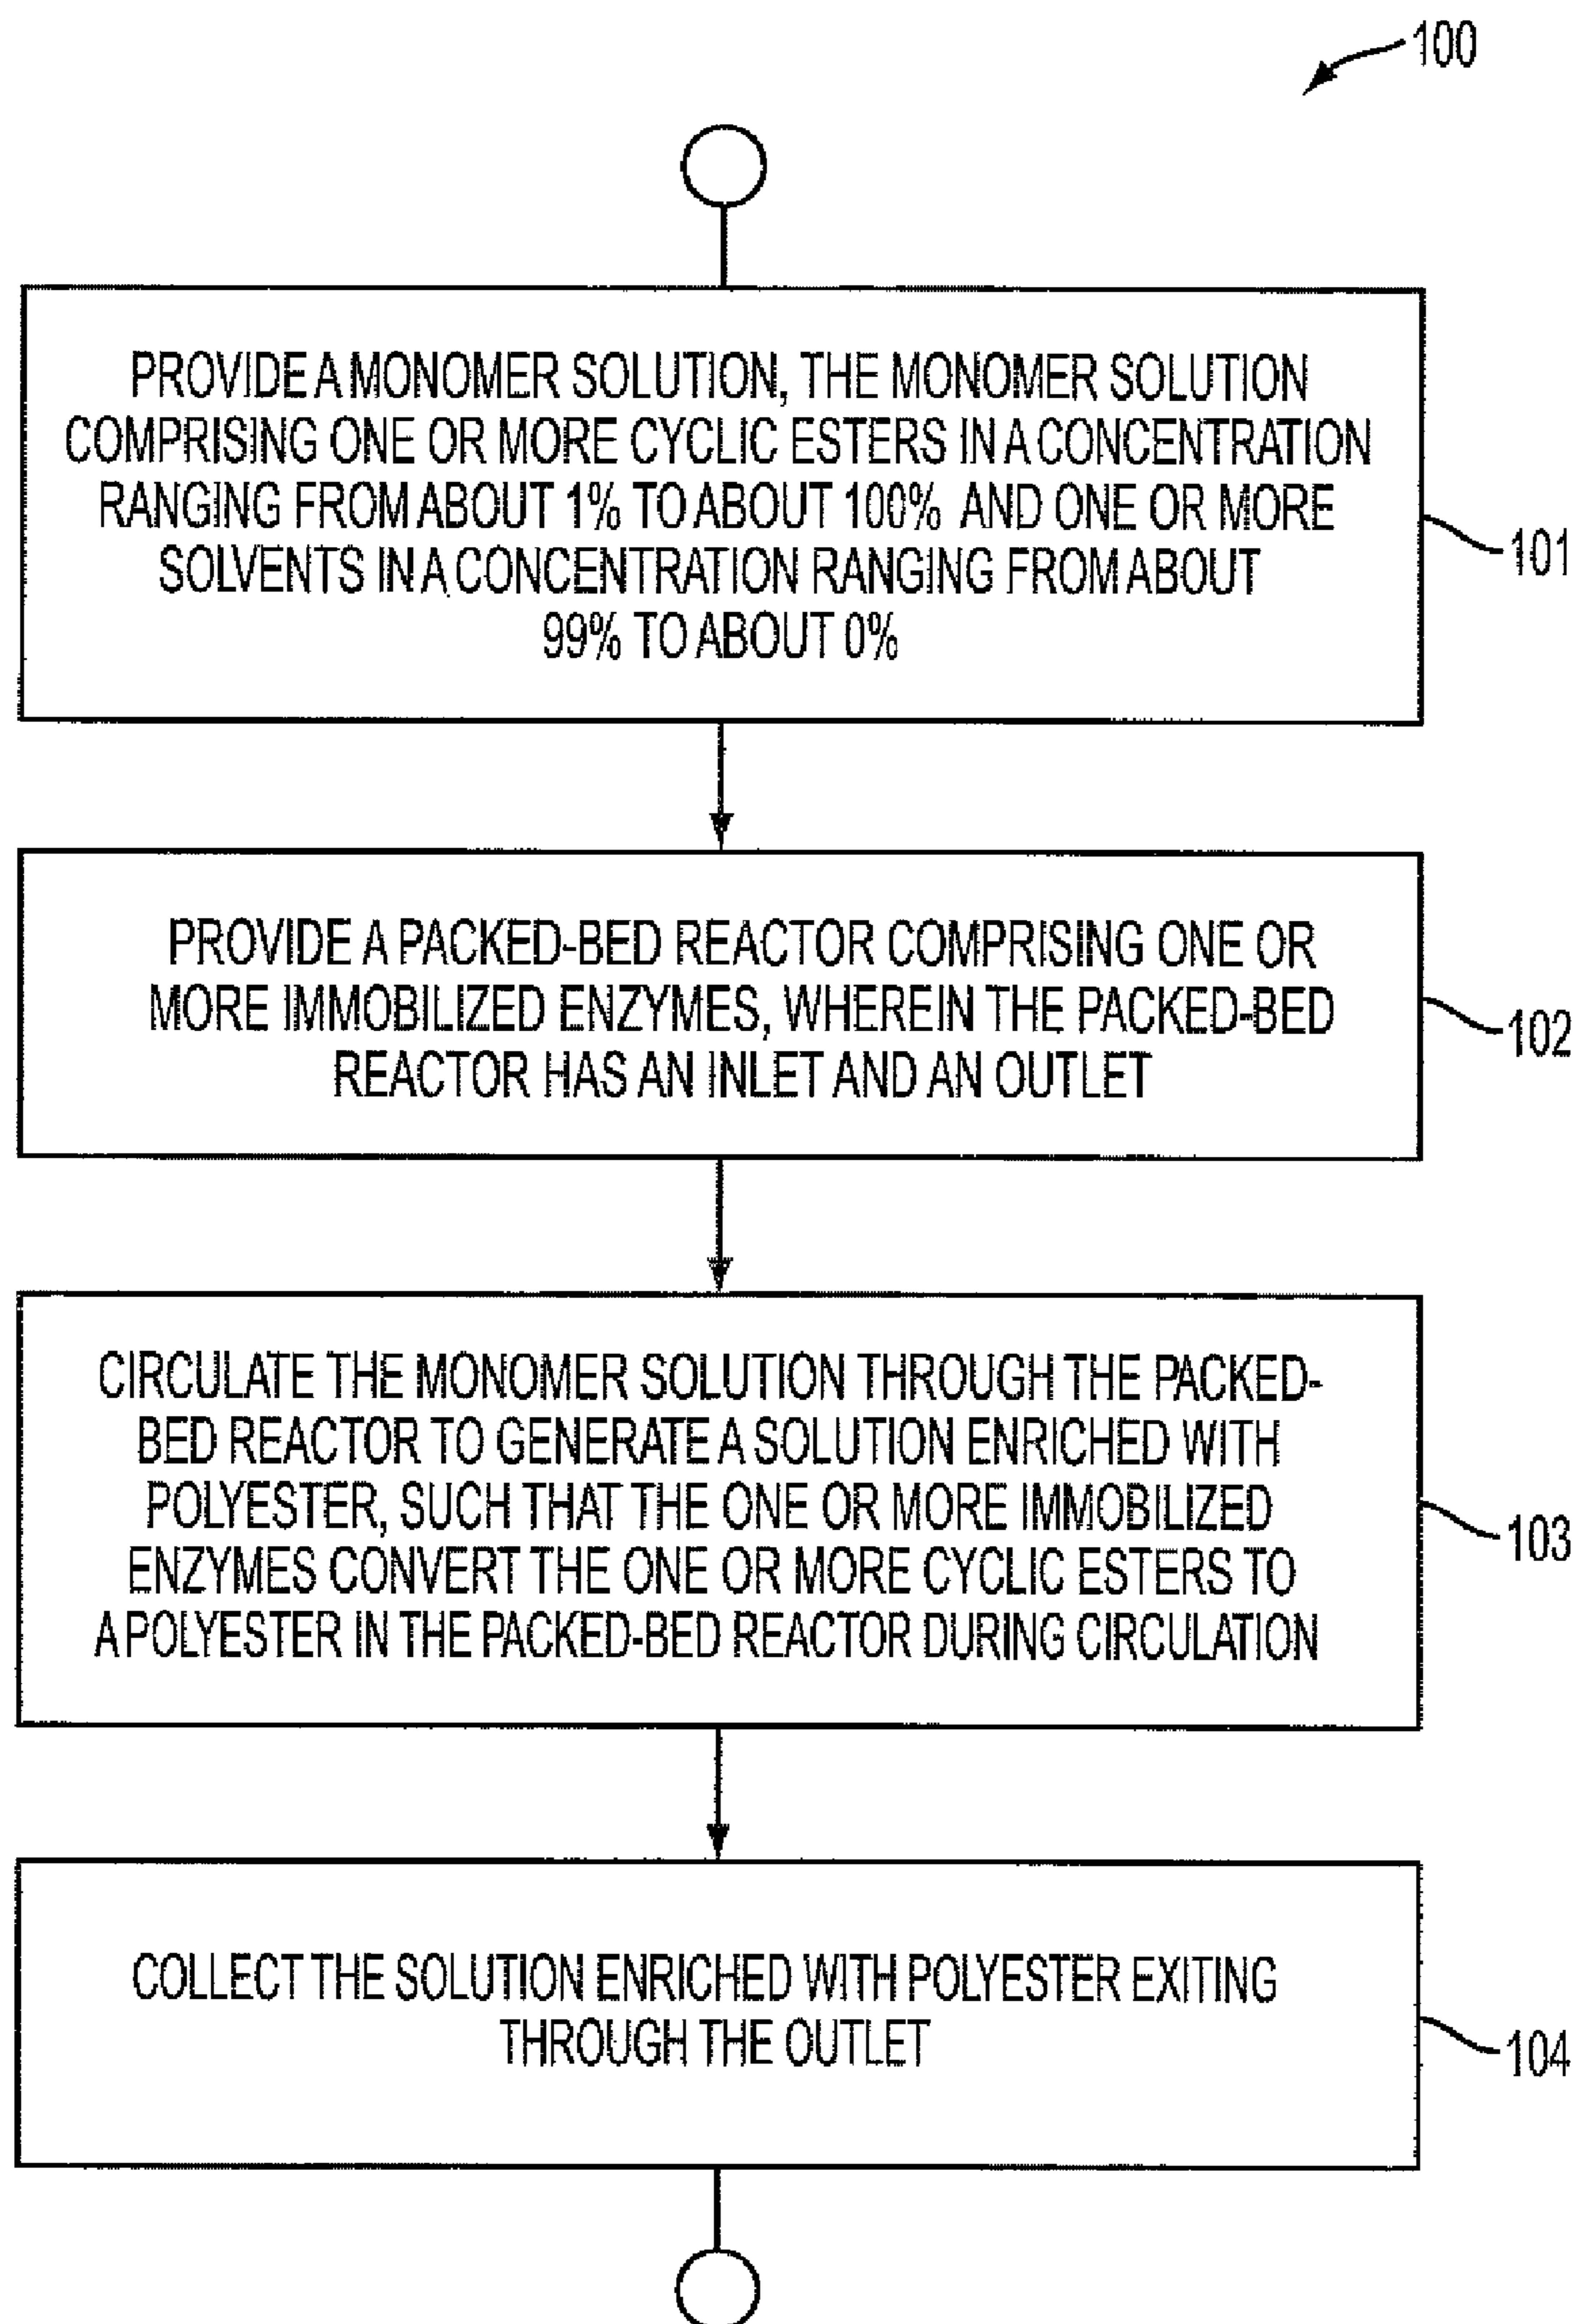 100
PROVIDE A MONOMER SOLUTION, THE MONOMER SOLUTION
COMPRISING ONE OR MORE CYCLIC ESTERS IN A CONCENTRATION
RANGING FROM ABOUT 1% TO ABOUT 100% AND ONE OR MORE
SOLVENTS IN A CONCENTRATION RANGING FROM ABOUT
99% TO ABOUT 0%
101
PROVIDE A PACKED-BED REACTOR COMPRISING ONE OR
MORE IMMOBILIZED ENZYMES, WHEREIN THE PACKED-BED
REACTOR HAS AN INLET AND AN OUTLET
102
CIRCULATE THE MONOMER SOLUTION THROUGH THE PACKED-
BED REACTOR TO GENERATE A SOLUTION ENRICHED WITH
POLYESTER, SUCH THAT THE ONE OR MORE IMMOBILIZED
ENZYMES CONVERT THE ONE OR MORE CYCLIC ESTERS TO
A POLYESTER IN THE PACKED-BED REACTOR DURING CIRCULATION
103
COLLECT THE SOLUTION ENRICHED WITH POLYESTER EXITING
THROUGH THE OUTLET
104